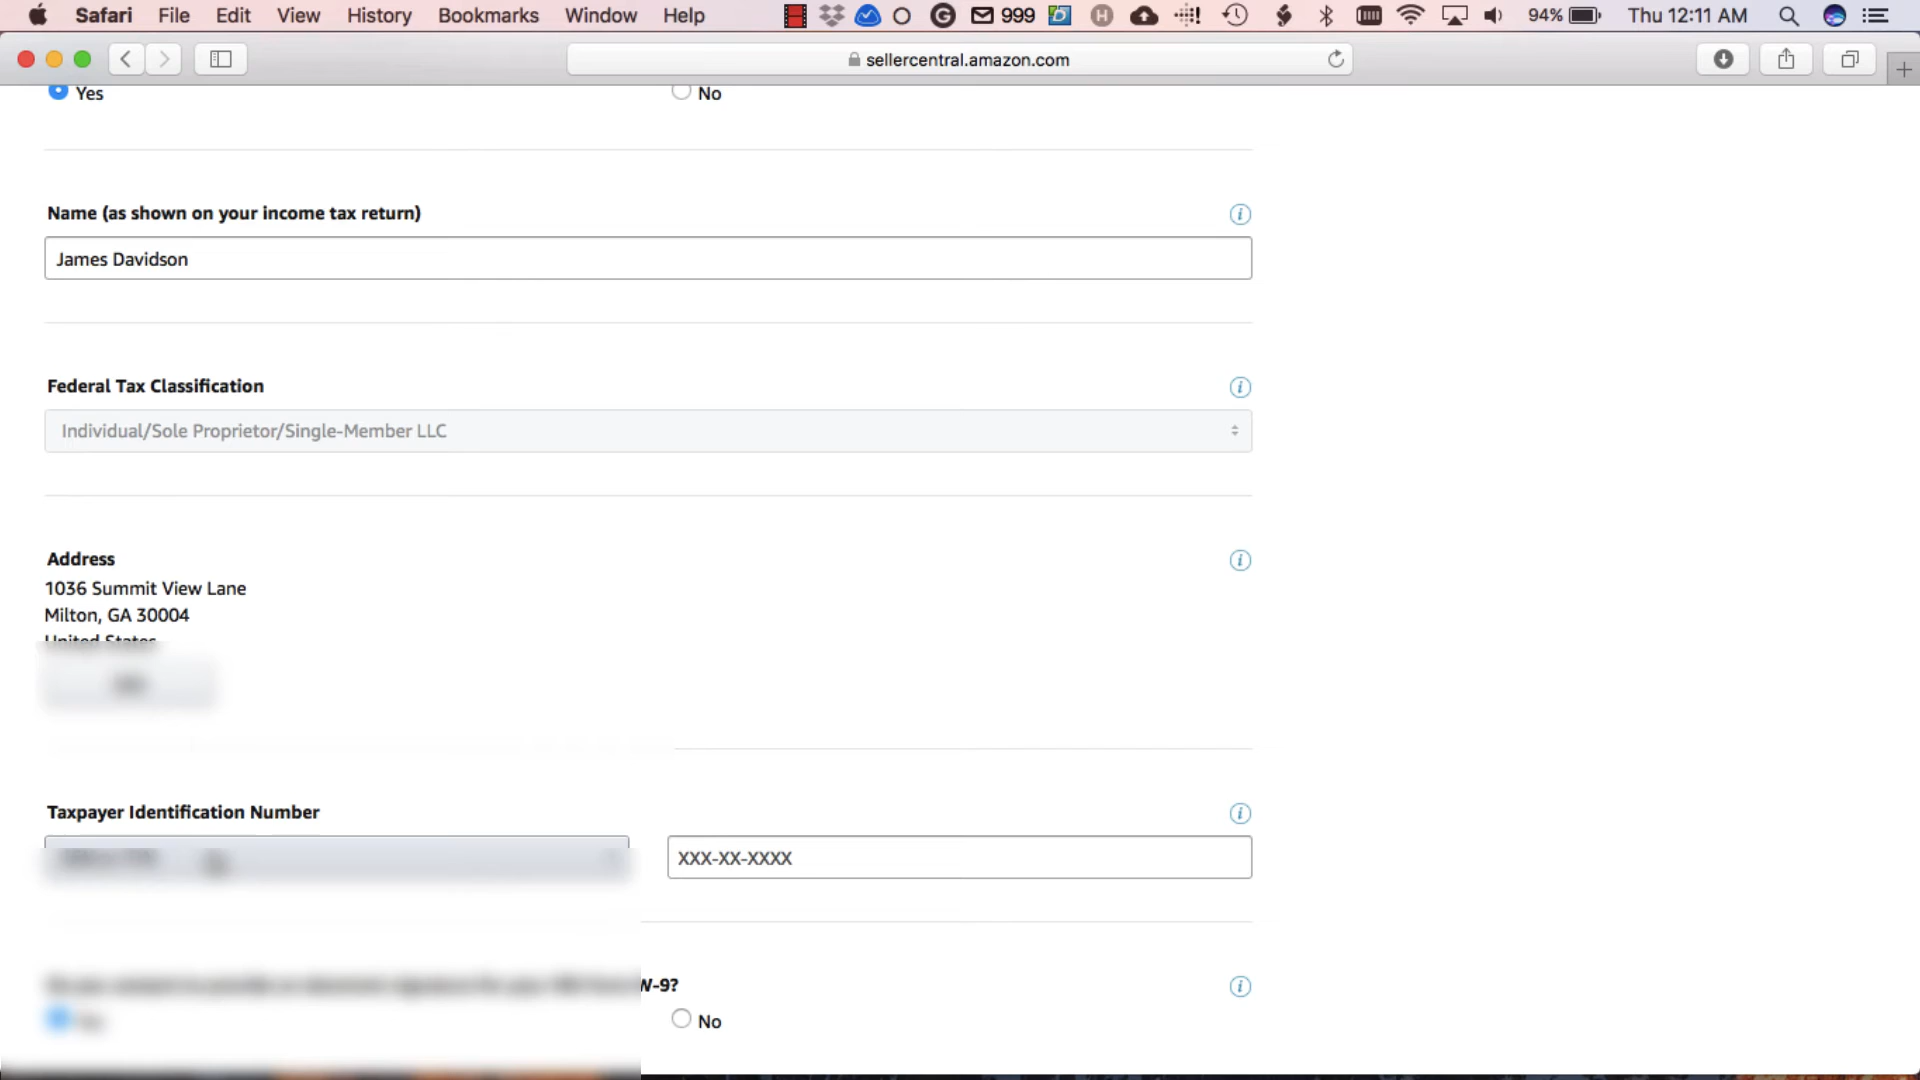 Safari File Edit View History Bookmarks Window Help 999 94% Thu 12:11 AM
sellercentral.amazon.com
Yes No
Name (as shown on your income tax return)
James Davidson
Federal Tax Classification
Individual/Sole Proprietor/Single-Member LLC
Address
1036 Summit View Lane
Milton, GA 30004
United States
Taxpayer Identification Number
XXX-XX-XXXX
W-9?
No